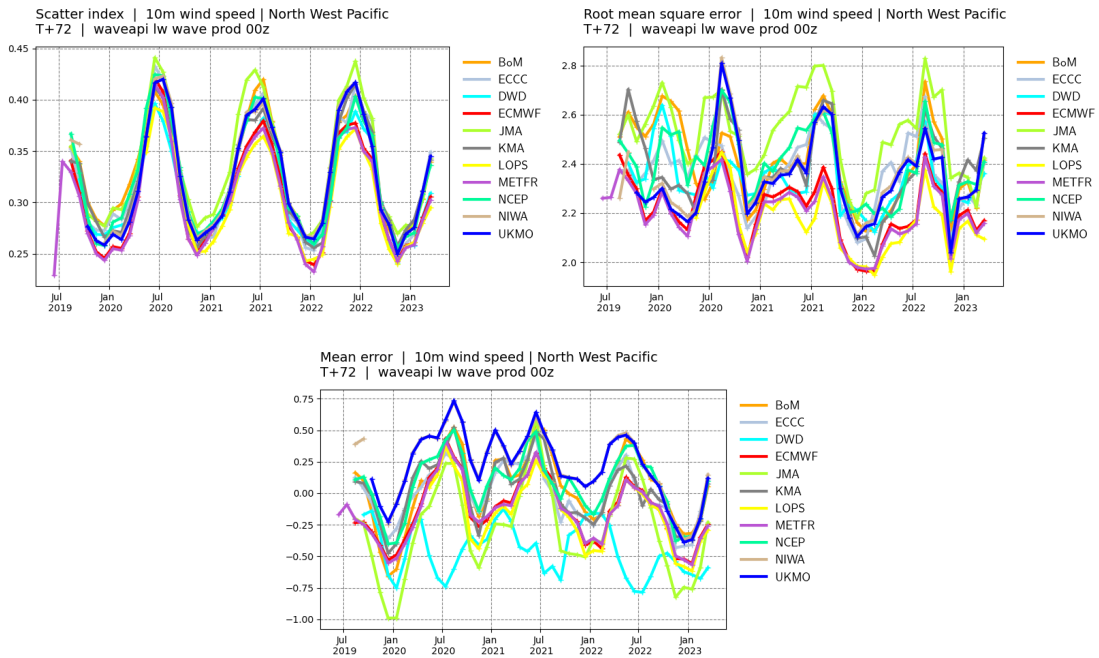 Scatter index  |  10m wind speed | North West Pacific
T+72  |  waveapi lw wave prod 00z
0.45
0.40
0.35
0.30
0.25
Jul
2019
Jan
2020
Jul
2020
Jan
2021
Jul
2021
Jan
2022
Jul
2022
Jan
2023
BoM
ECCC
DWD
ECMWF
JMA
KMA
LOPS
METFR
NCEP
NIWA
UKMO
Root mean square error  |  10m wind speed | North West Pacific
T+72  |  waveapi lw wave prod 00z
2.8
2.6
2.4
2.2
2.0
Jul
2019
Jan
2020
Jul
2020
Jan
2021
Jul
2021
Jan
2022
Jul
2022
Jan
2023
BoM
ECCC
DWD
ECMWF
JMA
KMA
LOPS
METFR
NCEP
NIWA
UKMO
Mean error  |  10m wind speed | North West Pacific
T+72  |  waveapi lw wave prod 00z
0.75
0.50
0.25
0.00
−0.25
−0.50
−0.75
−1.00
Jul
2019
Jan
2020
Jul
2020
Jan
2021
Jul
2021
Jan
2022
Jul
2022
Jan
2023
BoM
ECCC
DWD
ECMWF
JMA
KMA
LOPS
METFR
NCEP
NIWA
UKMO